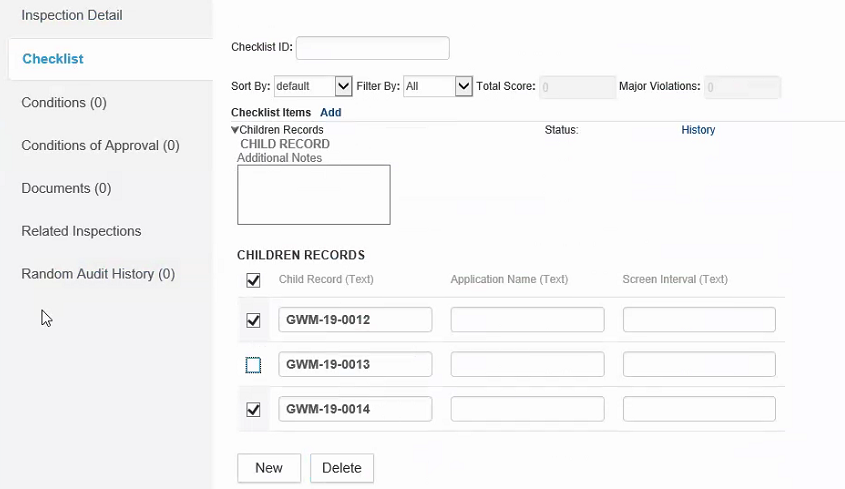 Inspection Detail
Checklist
Conditions (0)
Conditions of Approval (0)
Documents (0)
Related Inspections
Random Audit History (0)
Checklist ID:
Sort By: default Filter By: All Total Score: 0 Major Violations: 0
Checklist Items Add
Children Records Status: History
CHILD RECORD
Additional Notes
CHILDREN RECORDS
Child Record (Text) Application Name (Text) Screen Interval (Text)
GWM-19-0012
GWM-19-0013
GWM-19-0014
New Delete